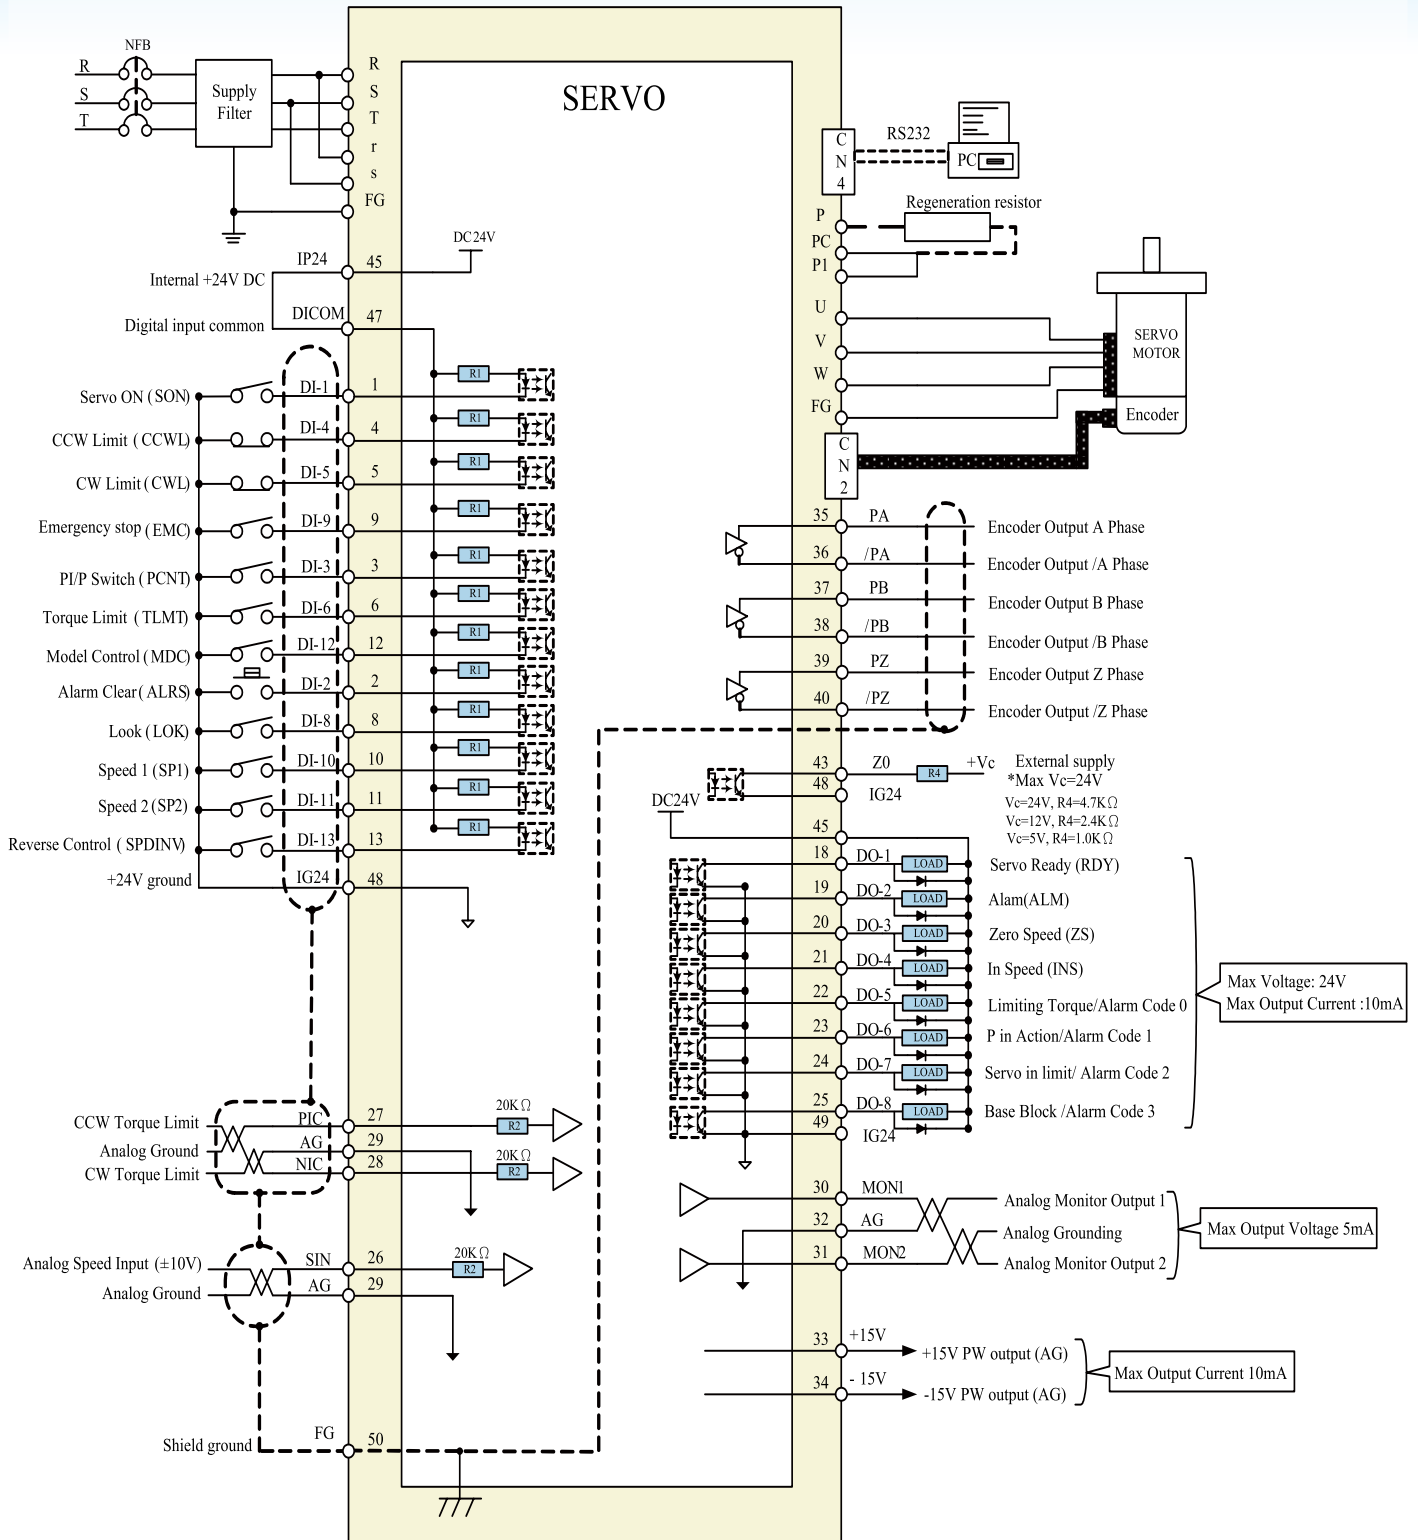 NFB
R
S
T
Supply
Filter
R
S
T
r
s
FG
SERVO
C
N
4
RS232
PC
Regeneration resistor
P
PC
P1
U
V
W
FG
SERVO
MOTOR
Encoder
C
N
2
DC24V
Internal +24V DC
IP24
45
Digital input common
DICOM
47
Servo ON (SON)
DI-1
1
R1
CCW Limit (CCWL)
DI-4
4
R1
CW Limit (CWL)
DI-5
5
R1
Emergency stop (EMC)
DI-9
9
R1
PI/P Switch (PCNT)
DI-3
3
R1
Torque Limit (TLMT)
DI-6
6
R1
Model Control (MDC)
DI-12
12
R1
Alarm Clear (ALRS)
DI-2
2
R1
Look (LOK)
DI-8
8
R1
Speed 1 (SP1)
DI-10
10
R1
Speed 2 (SP2)
DI-11
11
R1
Reverse Control ( SPDINV)
DI-13
13
R1
+24V ground
IG24
48
CCW Torque Limit
PIC
27
20KΩ
R2
Analog Ground
AG
29
CW Torque Limit
NIC
28
20KΩ
R2
Analog Speed Input (±10V)
SIN
26
20KΩ
R2
Analog Ground
AG
29
Shield ground
FG
50
35
PA
Encoder Output A Phase
36
/PA
Encoder Output /A Phase
37
PB
Encoder Output B Phase
38
/PB
Encoder Output /B Phase
39
PZ
Encoder Output Z Phase
40
/PZ
Encoder Output /Z Phase
43
Z0
R4
+Vc
External supply
*Max Vc=24V
Vc=24V, R4=4.7KΩ
Vc=12V, R4=2.4KΩ
Vc=5V, R4=1.0KΩ
48
IG24
DC24V
45
18
DO-1
LOAD
Servo Ready (RDY)
19
DO-2
LOAD
Alam(ALM)
20
DO-3
LOAD
Zero Speed (ZS)
21
DO-4
LOAD
In Speed (INS)
22
DO-5
LOAD
Limiting Torque/Alarm Code 0
23
DO-6
LOAD
P in Action/Alarm Code 1
24
DO-7
LOAD
Servo in limit/ Alarm Code 2
25
DO-8
LOAD
Base Block /Alarm Code 3
49
IG24
Max Voltage: 24V
Max Output Current :10mA
30
MON1
Analog Monitor Output 1
32
AG
Analog Grounding
31
MON2
Analog Monitor Output 2
Max Output Voltage 5mA
33
+15V
+15V PW output (AG)
34
- 15V
-15V PW output (AG)
Max Output Current 10mA